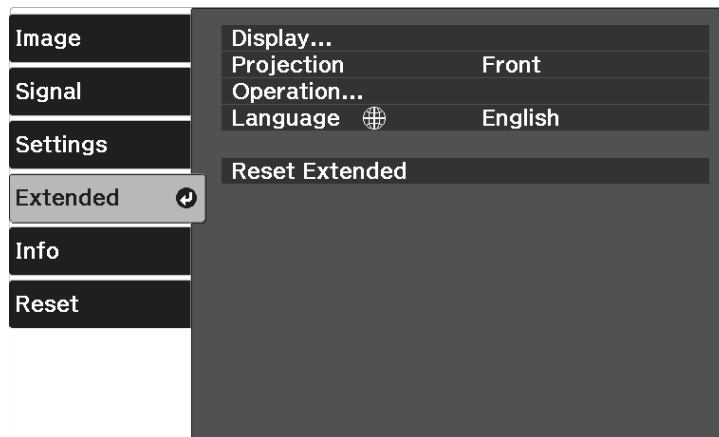 Image
Signal
Settings
Extended
Info
Reset
Display...
Projection Front
Operation...
Language English
Reset Extended